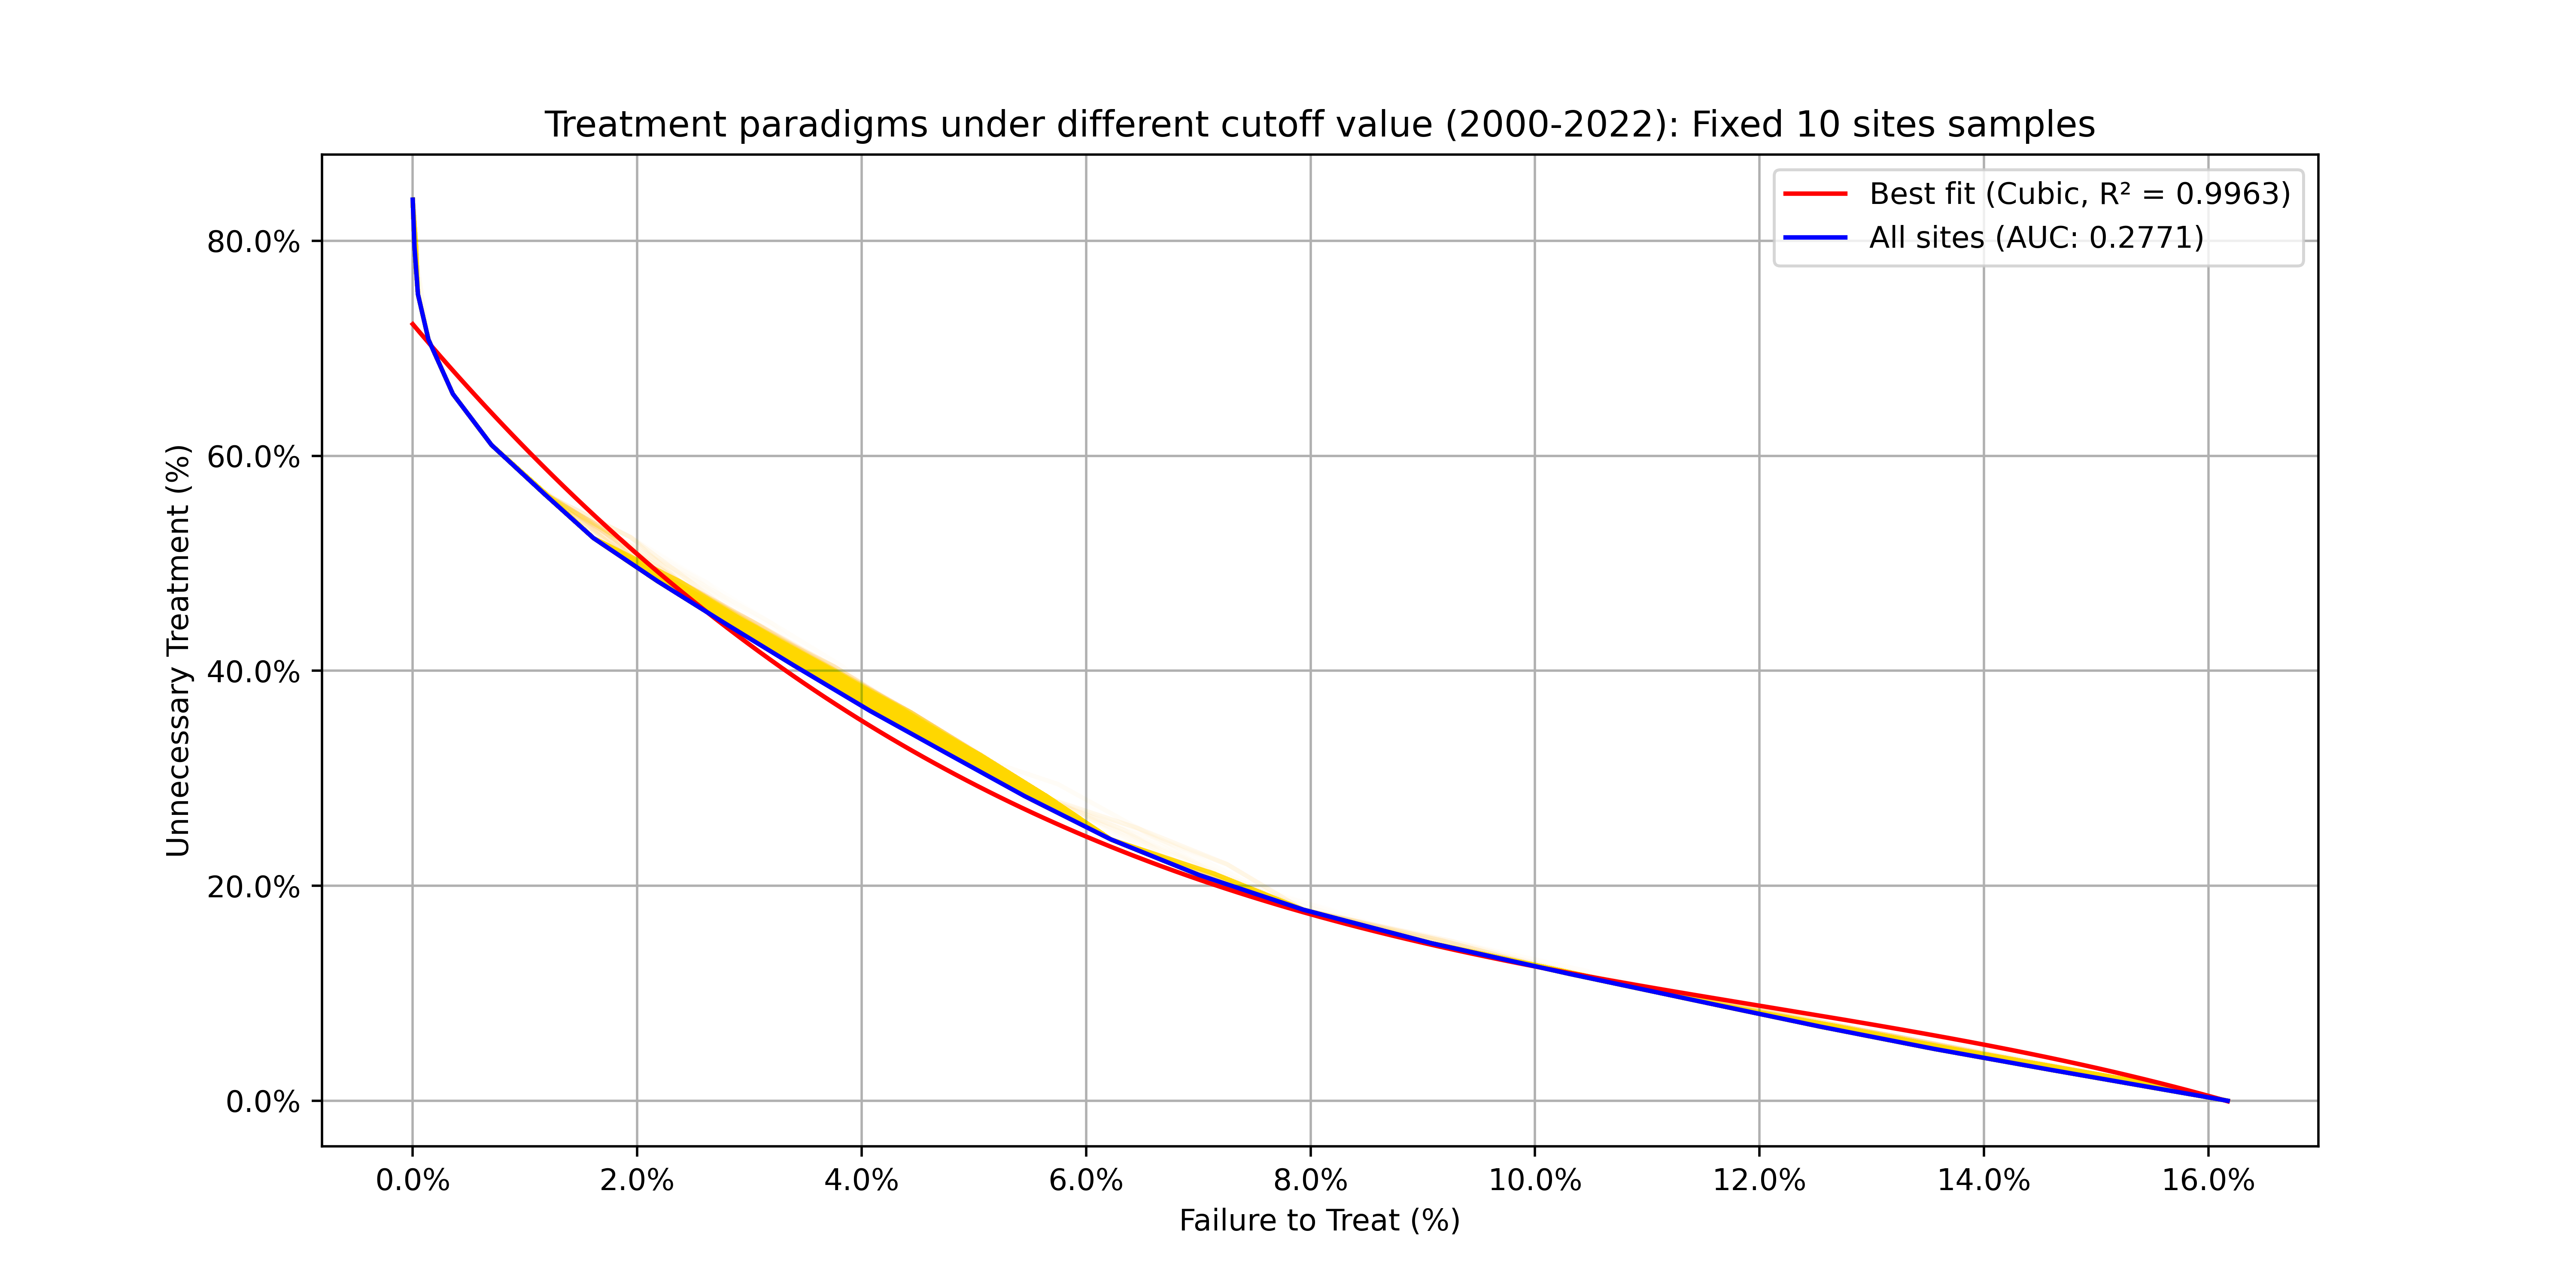 Treatment paradigms under different cutoff value (2000-2022): Fixed 10 sites samples
Best fit (Cubic, R² = 0.9963)
All sites (AUC: 0.2771)
Unnecessary Treatment (%)
80.0%
60.0%
40.0%
20.0%
0.0%
0.0% 2.0% 4.0% 6.0% 8.0% 10.0% 12.0% 14.0% 16.0%
Failure to Treat (%)